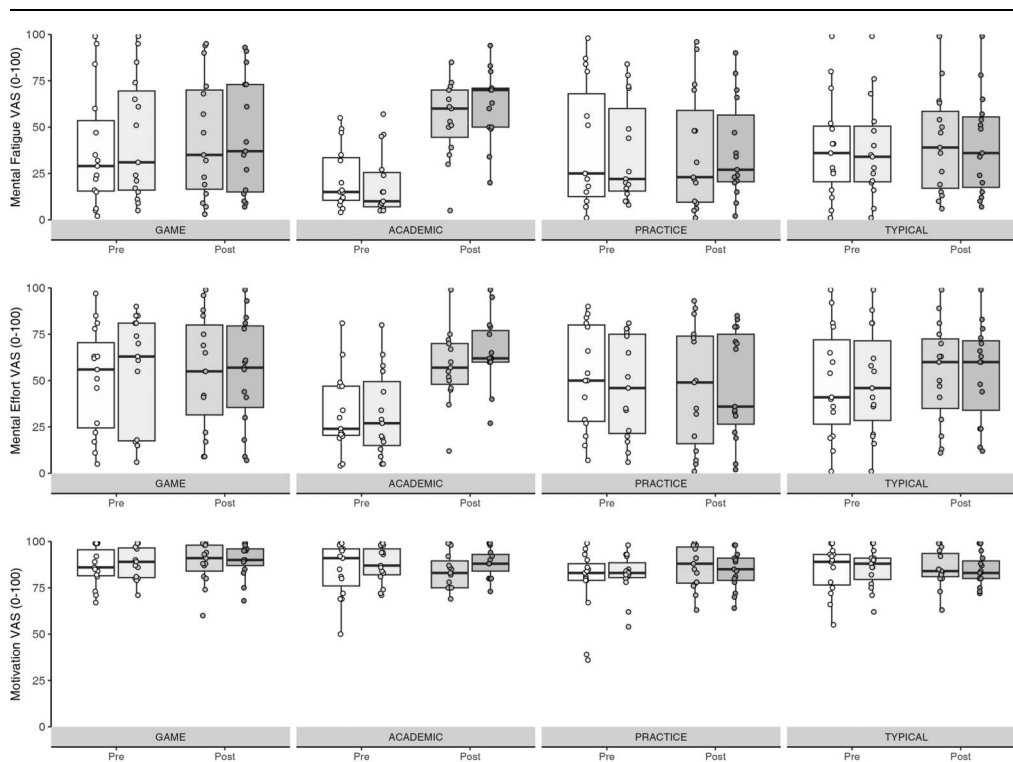 Mental Fatigue VAS (0-100)
100
75
50
25
0
GAME ACADEMIC PRACTICE TYPICAL
Pre Post Pre Post Pre Post Pre Post
Mental Effort VAS (0-100)
100
75
50
25
0
GAME ACADEMIC PRACTICE TYPICAL
Pre Post Pre Post Pre Post Pre Post
Motivation VAS (0-100)
100
75
50
25
0
GAME ACADEMIC PRACTICE TYPICAL
Pre Post Pre Post Pre Post Pre Post